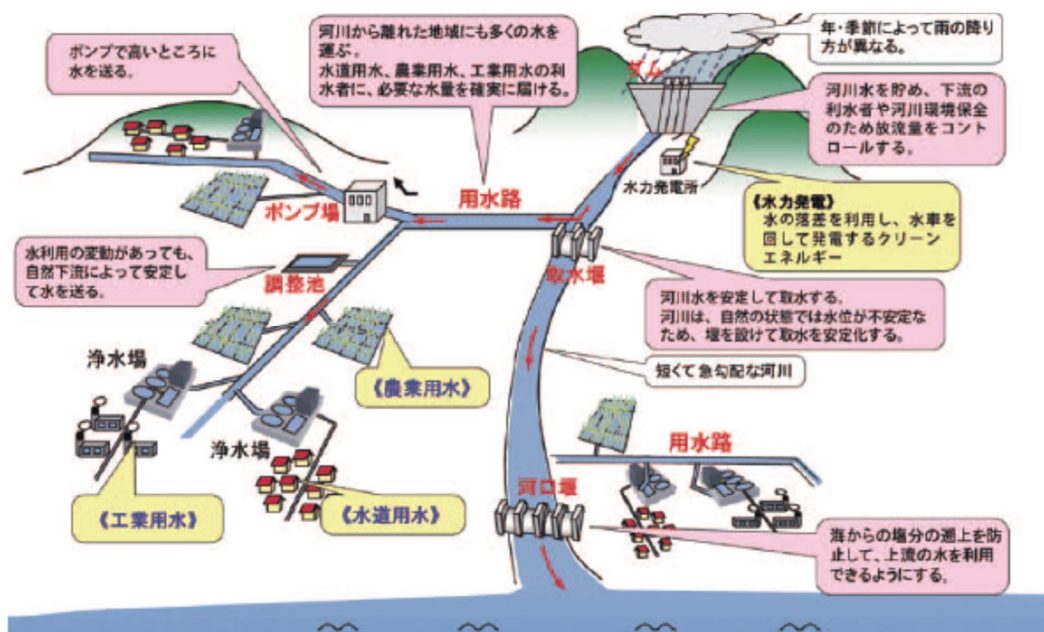 ポンプで高いところに
水を送る。
河川から離れた地域にも多くの水を
運ぶ。
水道用水、農業用水、工業用水の利
水者に、必要な水量を確実に届ける。
年・季節によって雨の降り
方が異なる。
ダム
河川水を貯め、下流の
利水者や河川環境保全
のため放流量をコント
ロールする。
水力発電所
《水力発電》
水の落差を利用し、水車を
回して発電するクリーン
エネルギー
用水路
ポンプ場
取水堰
水利用の変動があっても、
自然下流によって安定し
て水を送る。
調整池
河川水を安定して取水する。
河川は、自然の状態では水位が不安定な
ため、堰を設けて取水を安定化する。
短くて急勾配な河川
浄水場
《農業用水》
浄水場
用水路
《工業用水》
《水道用水》
河口堰
海からの塩分の遡上を防
止して、上流の水を利用
できるようにする。